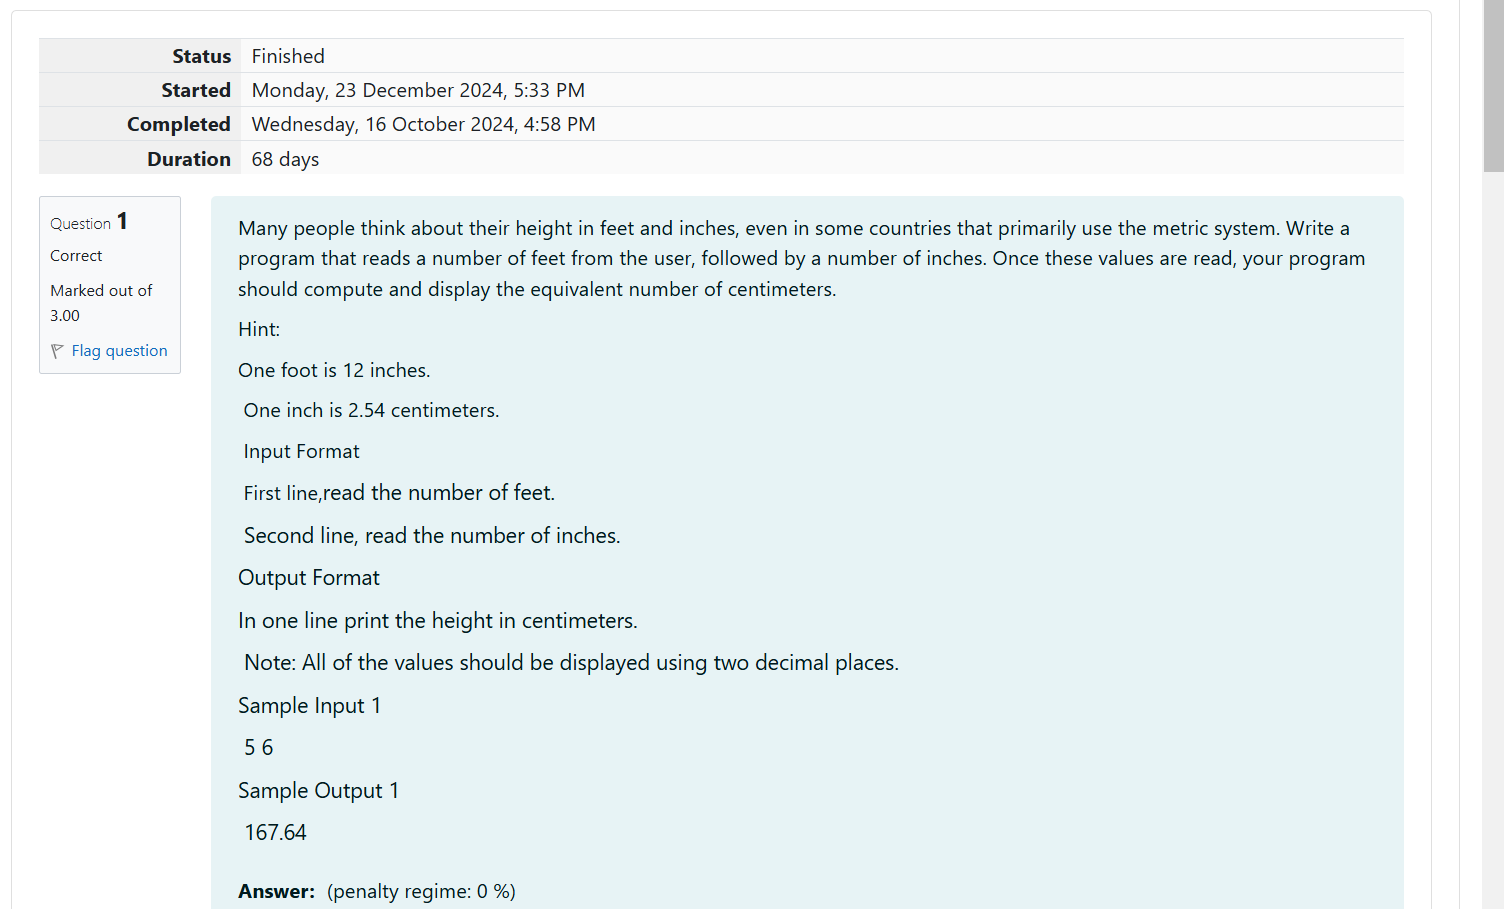 Status Finished
Started Monday, 23 December 2024, 5:33 PM
Completed Wednesday, 16 October 2024, 4:58 PM
Duration 68 days
Question 1
Correct
Marked out of
3.00
Flag question
Many people think about their height in feet and inches, even in some countries that primarily use the metric system. Write a
program that reads a number of feet from the user, followed by a number of inches. Once these values are read, your program
should compute and display the equivalent number of centimeters.
Hint:
One foot is 12 inches.
One inch is 2.54 centimeters.
Input Format
First line,read the number of feet.
Second line, read the number of inches.
Output Format
In one line print the height in centimeters.
Note: All of the values should be displayed using two decimal places.
Sample Input 1
5 6
Sample Output 1
167.64
Answer: (penalty regime: 0 %)